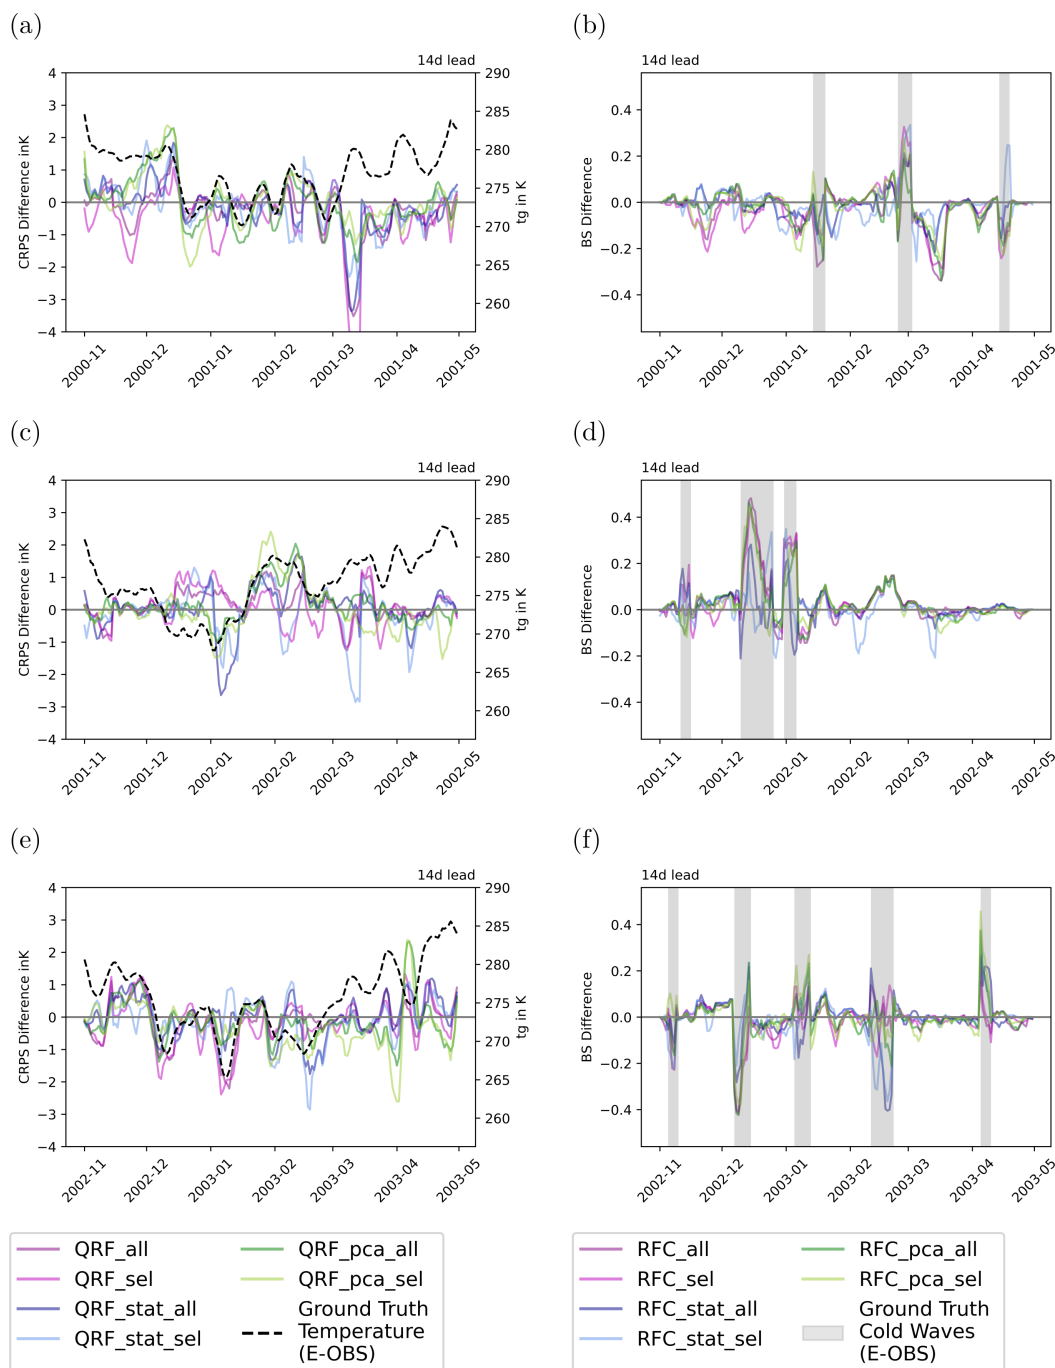 (a)
(b)
14d lead
14d lead
4
3
2
1
0
−1
−2
−3
−4
CRPS Difference inK
290
285
280
275
270
265
260
tg in K
0.4
0.2
0.0
−0.2
−0.4
BS Difference
2000-11
2000-12
2001-01
2001-02
2001-03
2001-04
2001-05
2000-11
2000-12
2001-01
2001-02
2001-03
2001-04
2001-05
(c)
(d)
14d lead
14d lead
4
3
2
1
0
−1
−2
−3
−4
CRPS Difference inK
290
285
280
275
270
265
260
tg in K
0.4
0.2
0.0
−0.2
−0.4
BS Difference
2001-11
2001-12
2002-01
2002-02
2002-03
2002-04
2002-05
2001-11
2001-12
2002-01
2002-02
2002-03
2002-04
2002-05
(e)
(f)
14d lead
14d lead
4
3
2
1
0
−1
−2
−3
−4
CRPS Difference inK
290
285
280
275
270
265
260
tg in K
0.4
0.2
0.0
−0.2
−0.4
BS Difference
2002-11
2002-12
2003-01
2003-02
2003-03
2003-04
2003-05
2002-11
2002-12
2003-01
2003-02
2003-03
2003-04
2003-05
QRF_all
QRF_sel
QRF_stat_all
QRF_stat_sel
QRF_pca_all
QRF_pca_sel
Ground Truth
Temperature
(E-OBS)
RFC_all
RFC_sel
RFC_stat_all
RFC_stat_sel
RFC_pca_all
RFC_pca_sel
Ground Truth
Cold Waves
(E-OBS)